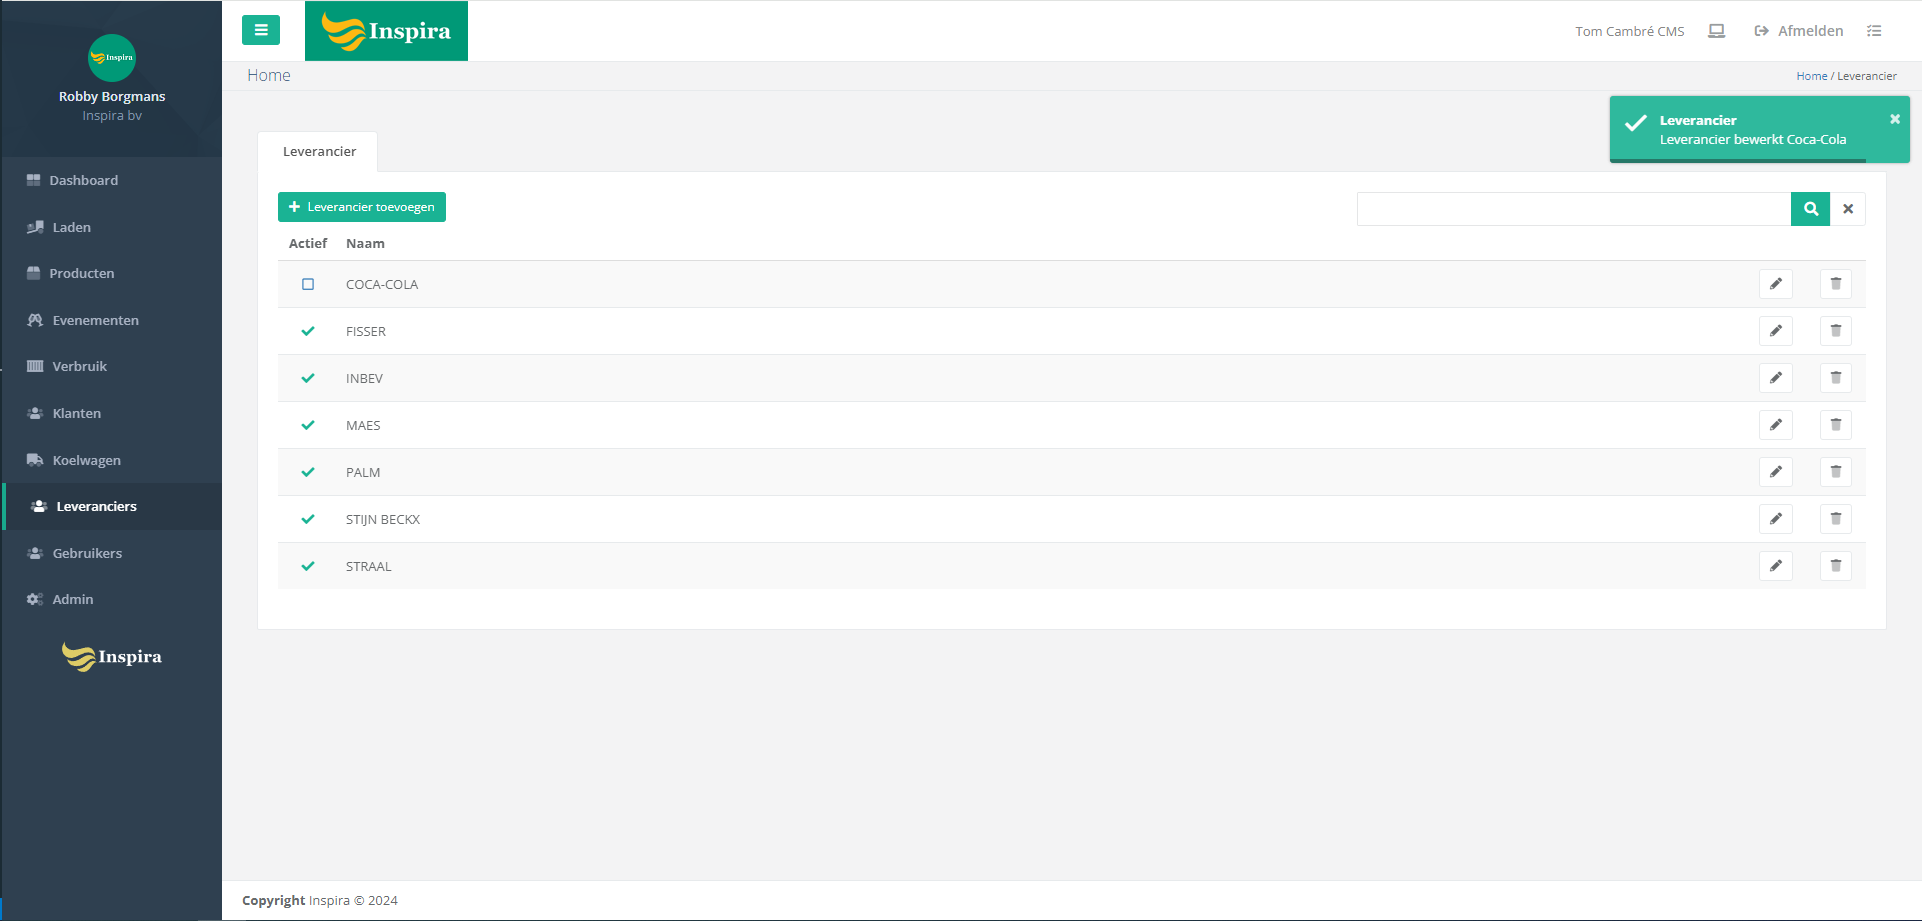 Inspira
Robby Borgmans
Inspira bv
Dashboard
Laden
Producten
Evenementen
Verbruik
Klanten
Koelwagen
Leveranciers
Gebruikers
Admin
Inspira
Inspira
Tom Cambré CMS
Afmelden
Home
Home / Leverancier
Leverancier
Leverancier bewerkt Coca-Cola
Leverancier
Leverancier toevoegen
Actief Naam
COCA-COLA
FISSER
INBEV
MAES
PALM
STIJN BECKX
STRAAL
Copyright Inspira © 2024